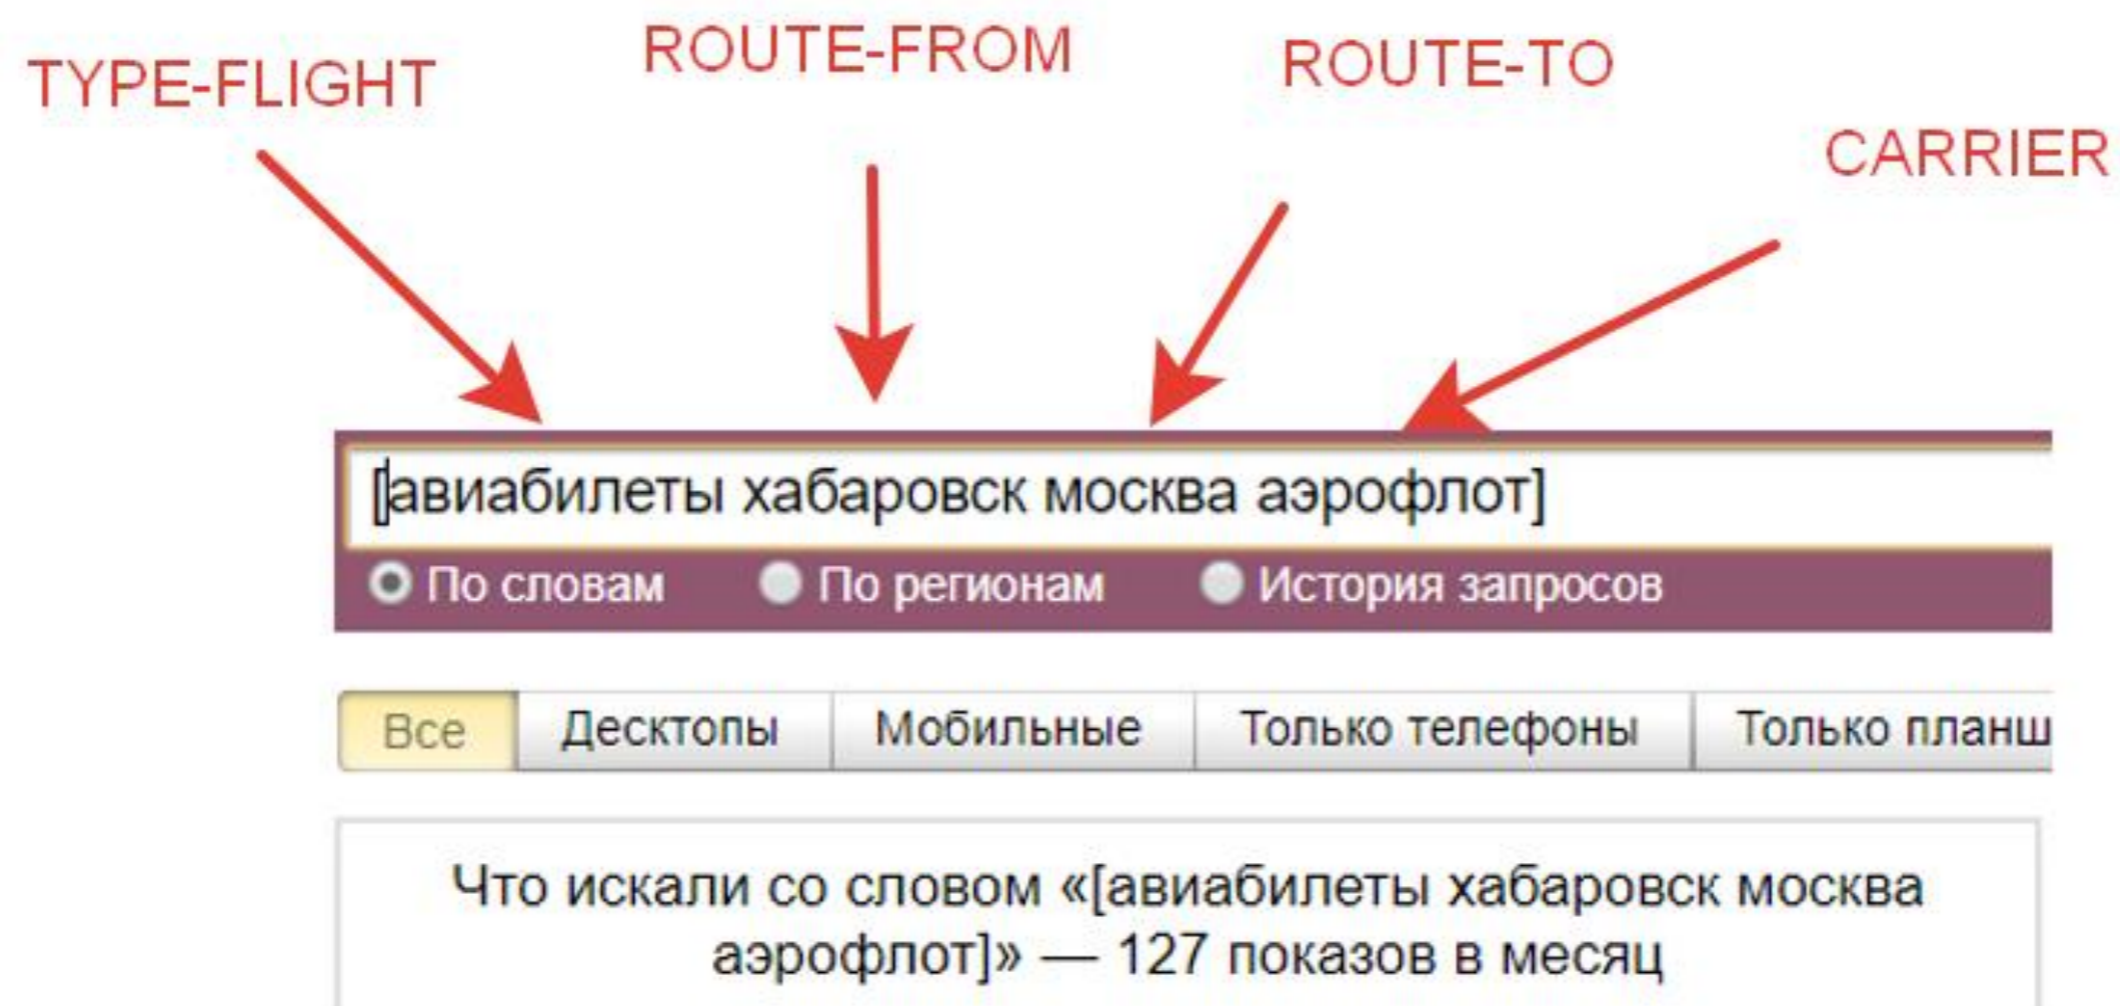 TYPE-FLIGHT
ROUTE-FROM
ROUTE-TO
CARRIER
[авиабилеты хабаровск москва аэрофлот]
По словам По регионам История запросов
Все Десктопы Мобильные Только телефоны Только планш
Что искали со словом «[авиабилеты хабаровск москва
аэрофлот]» — 127 показов в месяц